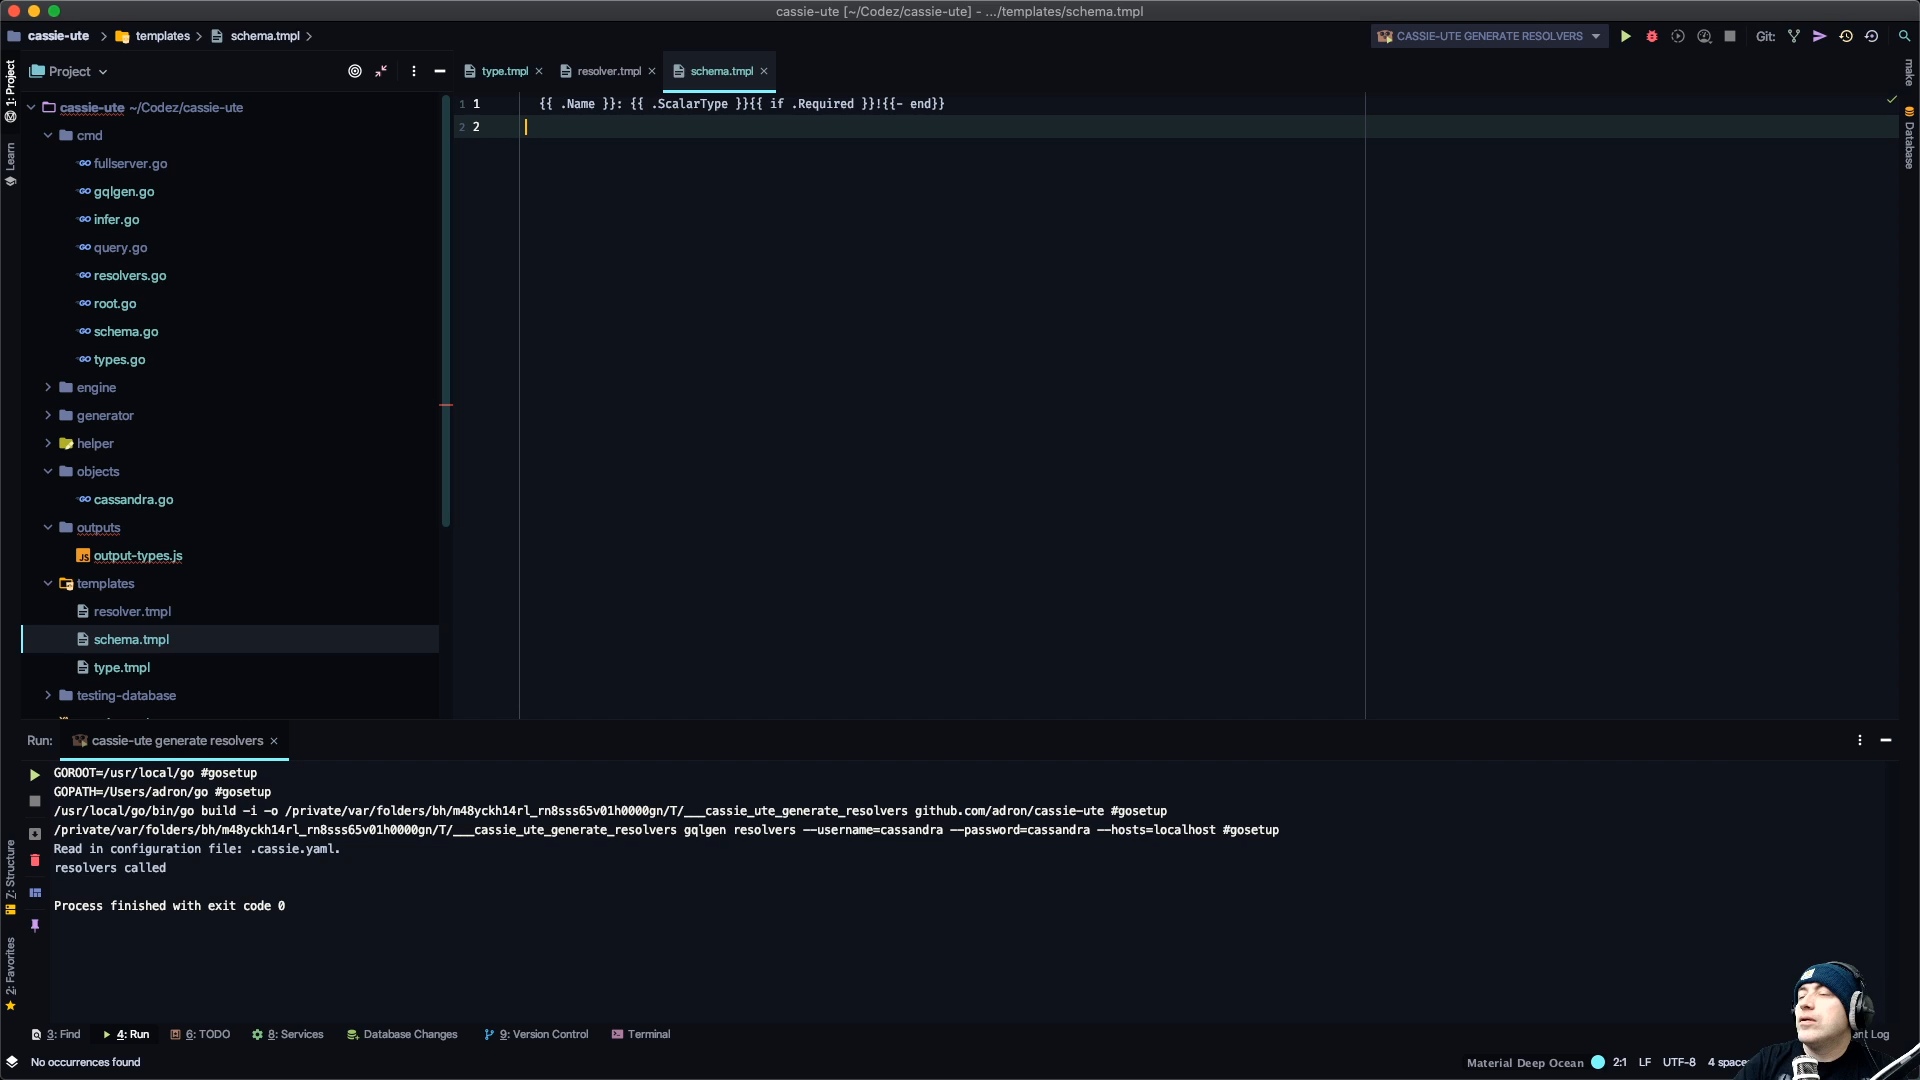 cassie-ute [~/Codez/cassie-ute] - .../templates/schema.tmpl
cassie-ute templates schema.tmpl
CASSIE-UTE GENERATE RESOLVERS Git:
Project
type.tmpl resolver.tmpl schema.tmpl
1: Project
Learn
make
Database
cassie-ute ~/Codez/cassie-ute
cmd
fullserver.go
gqlgen.go
infer.go
query.go
resolvers.go
root.go
schema.go
types.go
engine
generator
helper
objects
cassandra.go
outputs
JS output-types.js
templates
resolver.tmpl
schema.tmpl
type.tmpl
testing-database
1 1 {{ .Name }}: {{ .ScalarType }}{{ if .Required }}!{{- end}}
2 2
Run: cassie-ute generate resolvers
GOROOT=/usr/local/go #gosetup
GOPATH=/Users/adron/go #gosetup
/usr/local/go/bin/go build -i -o /private/var/folders/bh/m48yckh14rl_rn8sss65v01h0000gn/T/___cassie_ute_generate_resolvers github.com/adron/cassie-ute #gosetup
/private/var/folders/bh/m48yckh14rl_rn8sss65v01h0000gn/T/___cassie_ute_generate_resolvers gqlgen resolvers --username=cassandra --password=cassandra --hosts=localhost #gosetup
Read in configuration file: .cassie.yaml.
resolvers called
Process finished with exit code 0
Z: Structure
2: Favorites
3: Find 4: Run 6: TODO 8: Services Database Changes 9: Version Control Terminal Log
No occurrences found
Material Deep Ocean 2:1 LF UTF-8 4